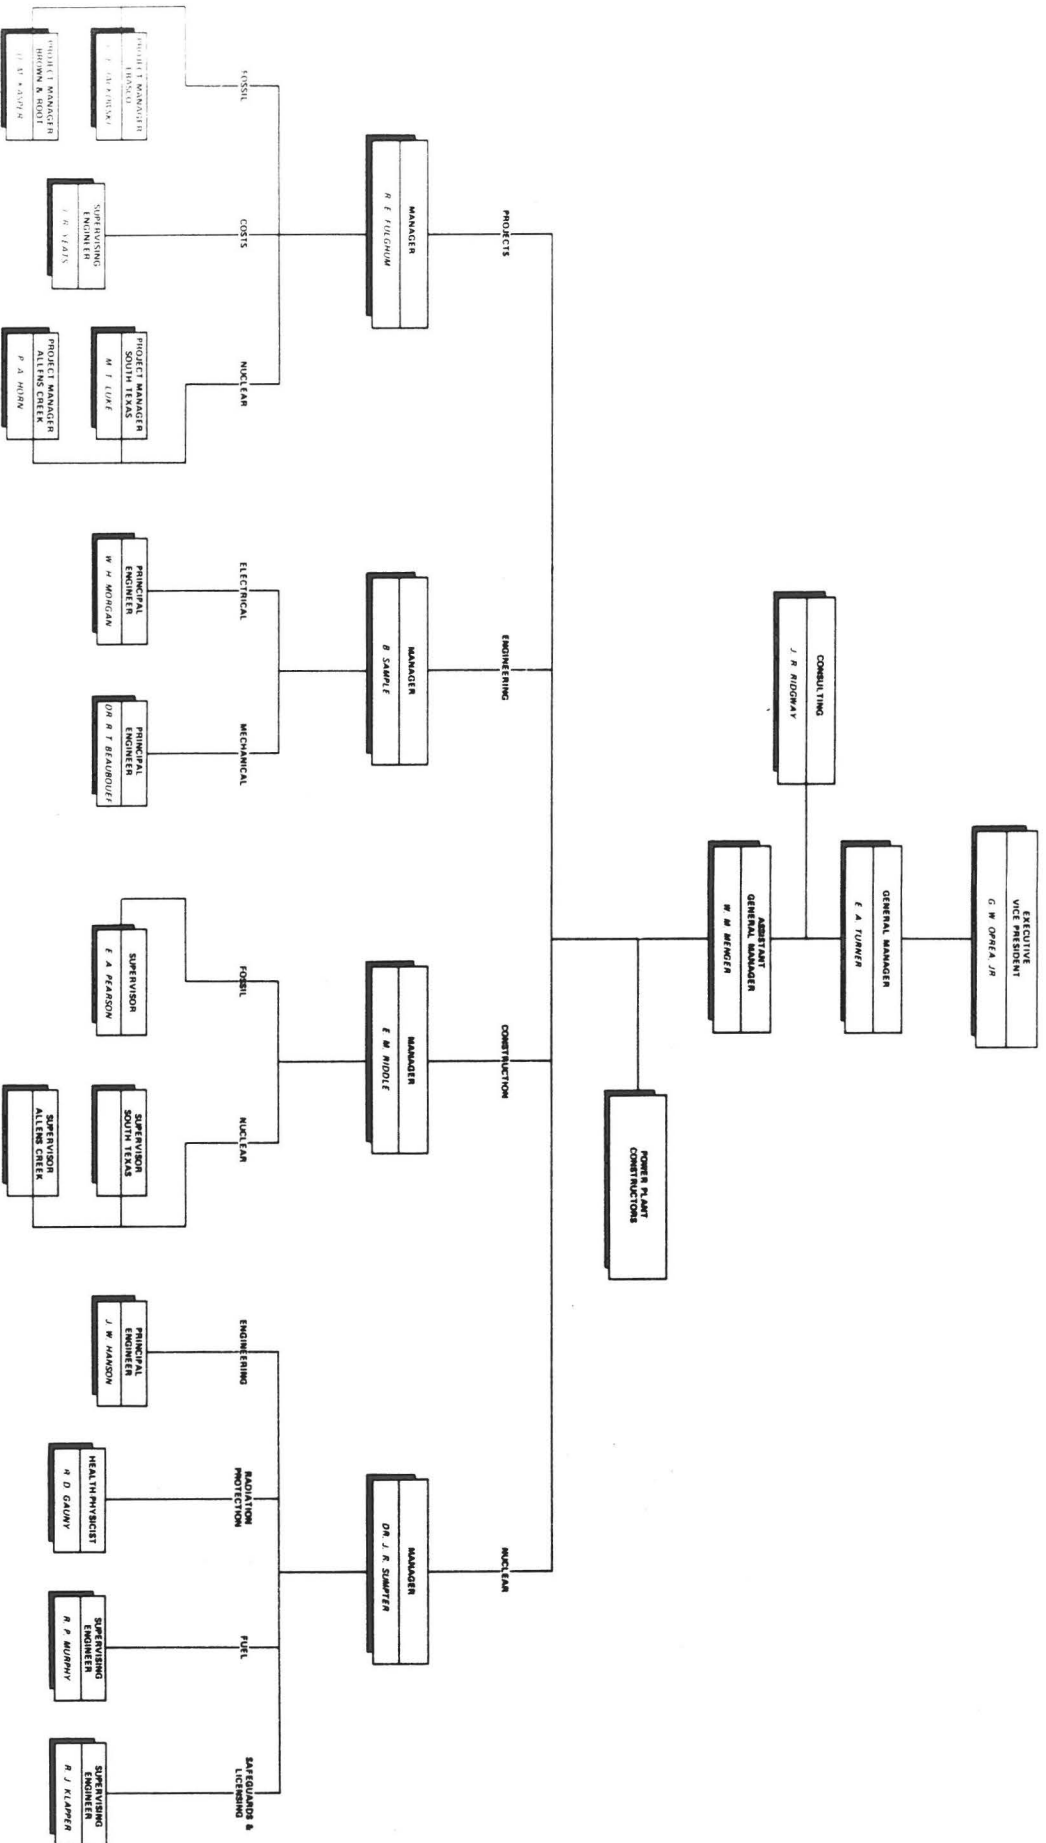 EXECUTIVE
VICE PRESIDENT
G. W. OPREA, JR
GENERAL MANAGER
E. A. TURNER
CONSULTING
J. R. RIDGWAY
ASSISTANT
GENERAL MANAGER
W. M. MENGER
POWER PLANT
CONSTRUCTORS
PROJECTS
ENGINEERING
CONSTRUCTION
NUCLEAR
MANAGER
R. E. FULGHUM
MANAGER
B. SAMPLE
MANAGER
E. M. RIDDLE
MANAGER
DR. J. R. SUMPTER
FOSSIL
COSTS
NUCLEAR
ELECTRICAL
MECHANICAL
FOSSIL
NUCLEAR
ENGINEERING
RADIATION
PROTECTION
FUEL
SAFEGUARDS &
LICENSING
PROJECT MANAGER
EBASCO
PROJECT MANAGER
BROWN & ROOT
KASPER
SUPERVISING
ENGINEER
YEATS
PROJECT MANAGER
SOUTH TEXAS
M. T. LUKE
PROJECT MANAGER
ALLENS CREEK
P. A. HORN
PRINCIPAL
ENGINEER
W. H. MORGAN
PRINCIPAL
ENGINEER
DR. R. T. BEAUBOUEF
SUPERVISOR
E. A. PEARSON
SUPERVISOR
SOUTH TEXAS
SUPERVISOR
ALLENS CREEK
PRINCIPAL
ENGINEER
J. W. HANSON
HEALTH PHYSICIST
R. D. GAUNY
SUPERVISING
ENGINEER
R. P. MURPHY
SUPERVISING
ENGINEER
R. J. KLAPPER